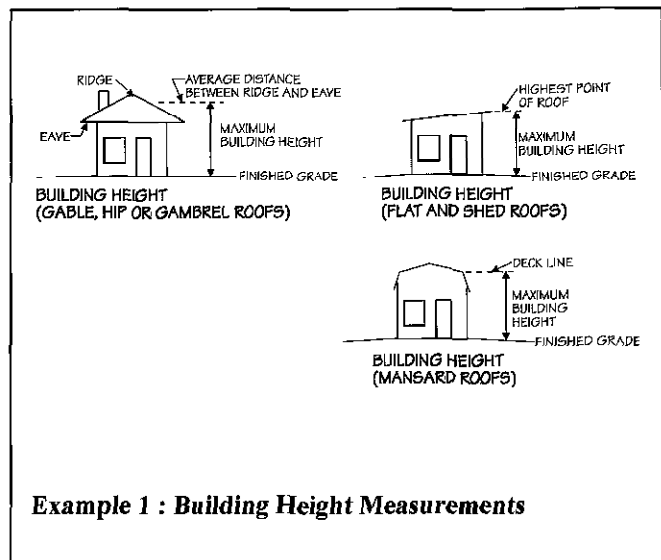 RIDGE
AVERAGE DISTANCE
BETWEEN RIDGE AND EAVE
EAVE
MAXIMUM
BUILDING HEIGHT
FINISHED GRADE
BUILDING HEIGHT
(GABLE, HIP OR GAMBREL ROOFS)
HIGHEST POINT
OF ROOF
MAXIMUM
BUILDING HEIGHT
FINISHED GRADE
BUILDING HEIGHT
(FLAT AND SHED ROOFS)
DECK LINE
MAXIMUM
BUILDING
HEIGHT
FINISHED GRADE
BUILDING HEIGHT
(MANSARD ROOFS)
Example 1 : Building Height Measurements